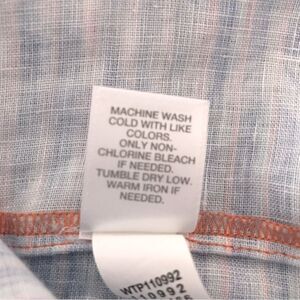 MACHINE WASH
COLD WITH LIKE
COLORS.
ONLY NON-
CHLORINE BLEACH
IF NEEDED.
TUMBLE DRY LOW.
WARM IRON IF
NEEDED.
WTP110992